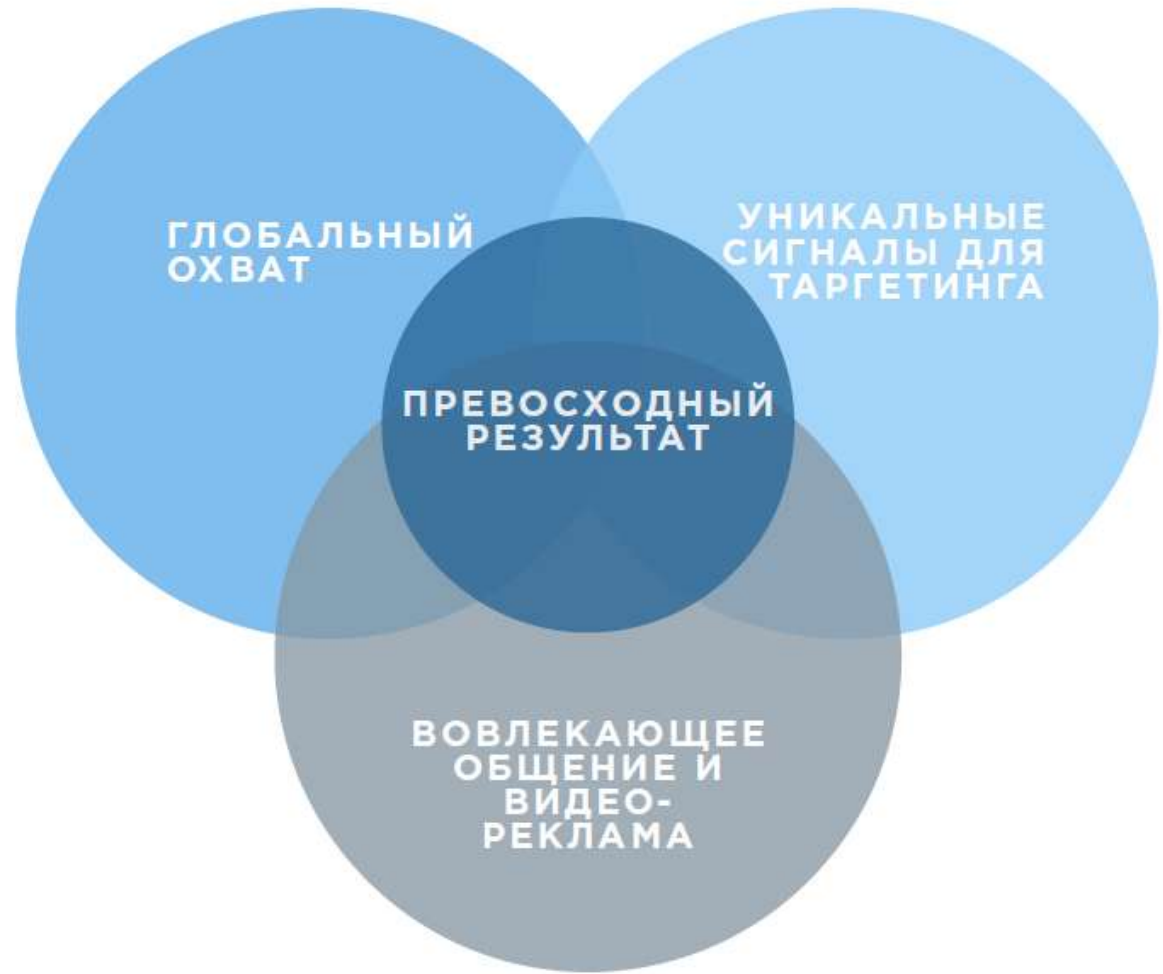 ГЛОБАЛЬНЫЙ
ОХВАТ
УНИКАЛЬНЫЕ
СИГНАЛЫ ДЛЯ
ТАРГЕТИНГА
ПРЕВОСХОДНЫЙ
РЕЗУЛЬТАТ
ВОВЛЕКАЮЩЕЕ
ОБЩЕНИЕ И
ВИДЕО-
РЕКЛАМА